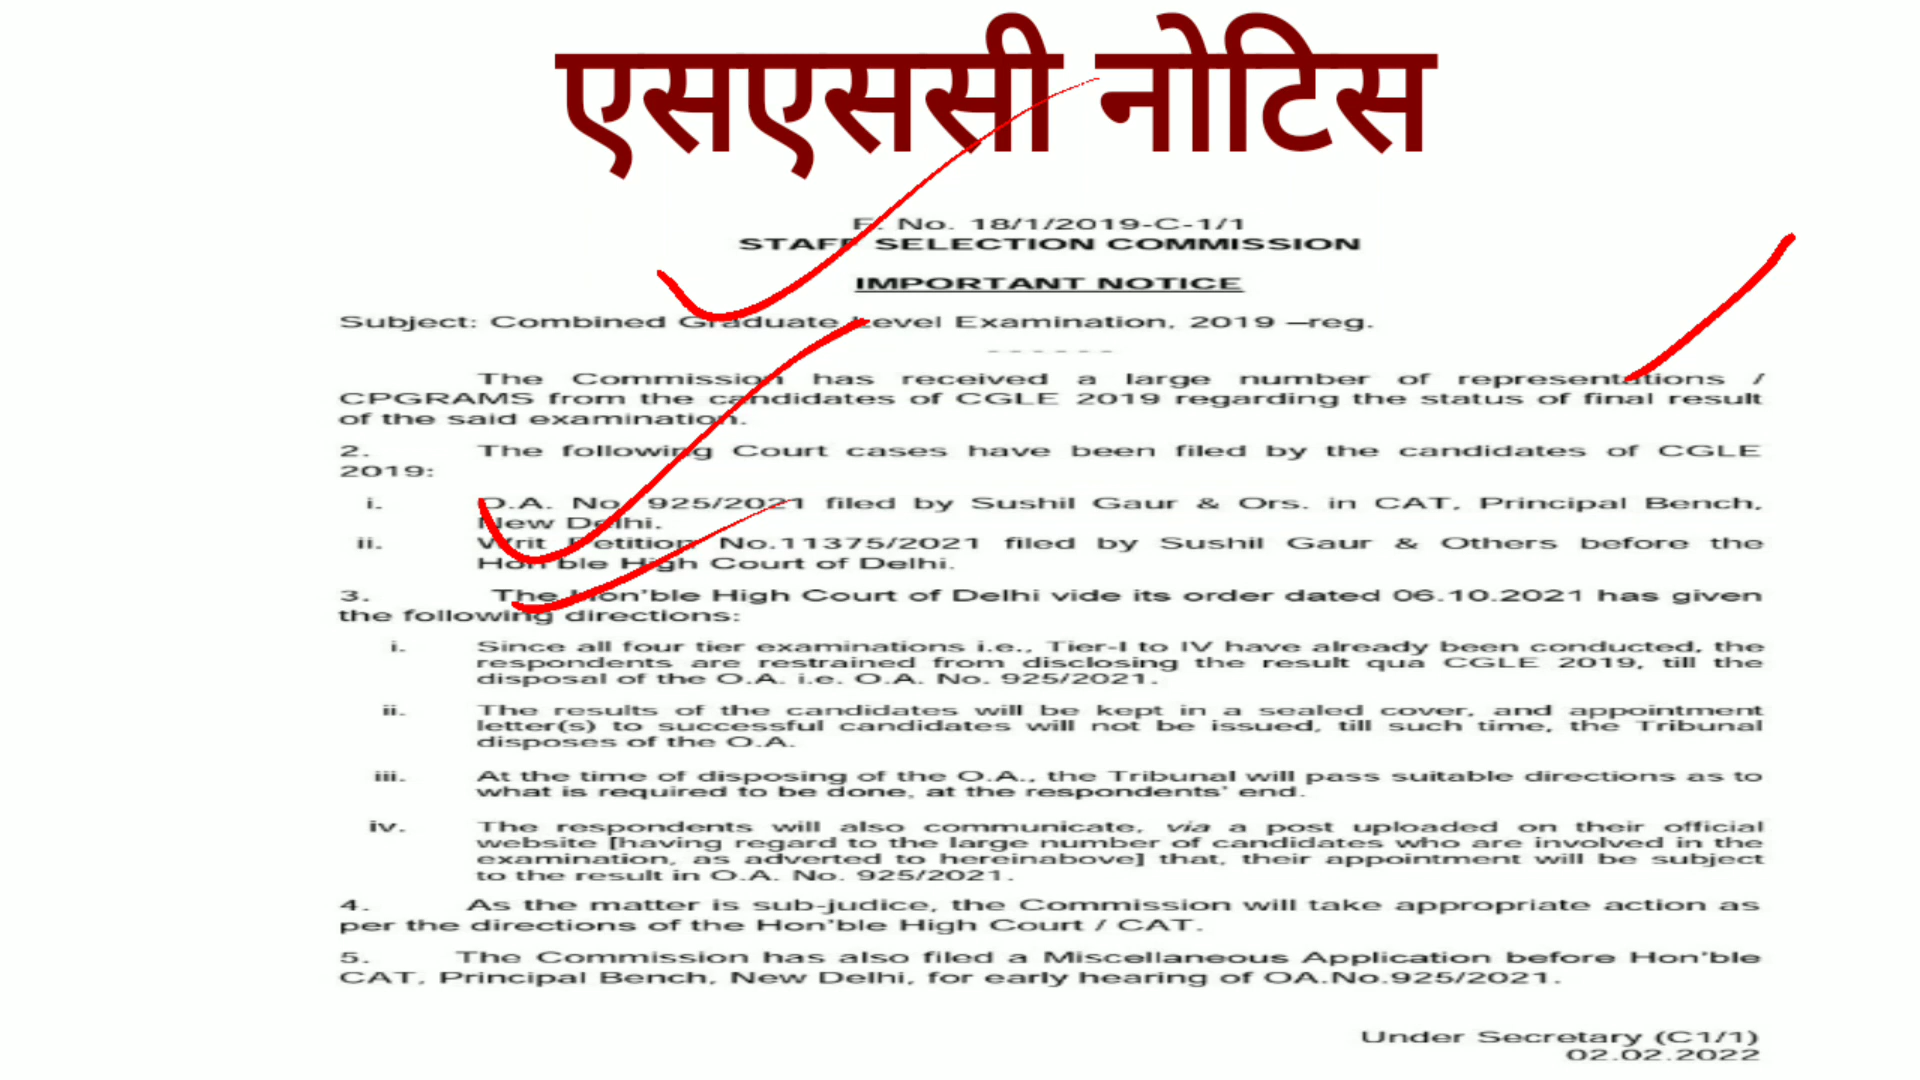 एसएससी नोटिस
F. No. 18/1/2019-C-1/1
STAFF SELECTION COMMISSION
IMPORTANT NOTICE
Subject: Combined Graduate Level Examination, 2019 –reg.
- - - - - -
The Commission has received a large number of representations /
CPGRAMS from the candidates of CGLE 2019 regarding the status of final result
of the said examination.
2. The following Court cases have been filed by the candidates of CGLE
2019:
i. O.A. No. 925/2021 filed by Sushil Gaur & Ors. in CAT, Principal Bench,
New Delhi.
ii. Writ Petition No.11375/2021 filed by Sushil Gaur & Others before the
Hon'ble High Court of Delhi.
3. The Hon'ble High Court of Delhi vide its order dated 06.10.2021 has given
the following directions:
i. Since all four tier examinations i.e., Tier-I to IV have already been conducted, the
respondents are restrained from disclosing the result qua CGLE 2019, till the
disposal of the O.A. i.e. O.A. No. 925/2021.
ii. The results of the candidates will be kept in a sealed cover, and appointment
letter(s) to successful candidates will not be issued, till such time, the Tribunal
disposes of the O.A.
iii. At the time of disposing of the O.A., the Tribunal will pass suitable directions as to
what is required to be done, at the respondents' end.
iv. The respondents will also communicate, via a post uploaded on their official
website [having regard to the large number of candidates who are involved in the
examination, as adverted to hereinabove] that, their appointment will be subject
to the result in O.A. No. 925/2021.
4. As the matter is sub-judice, the Commission will take appropriate action as
per the directions of the Hon'ble High Court / CAT.
5. The Commission has also filed a Miscellaneous Application before Hon'ble
CAT, Principal Bench, New Delhi, for early hearing of OA.No.925/2021.
Under Secretary (C1/1)
02.02.2022